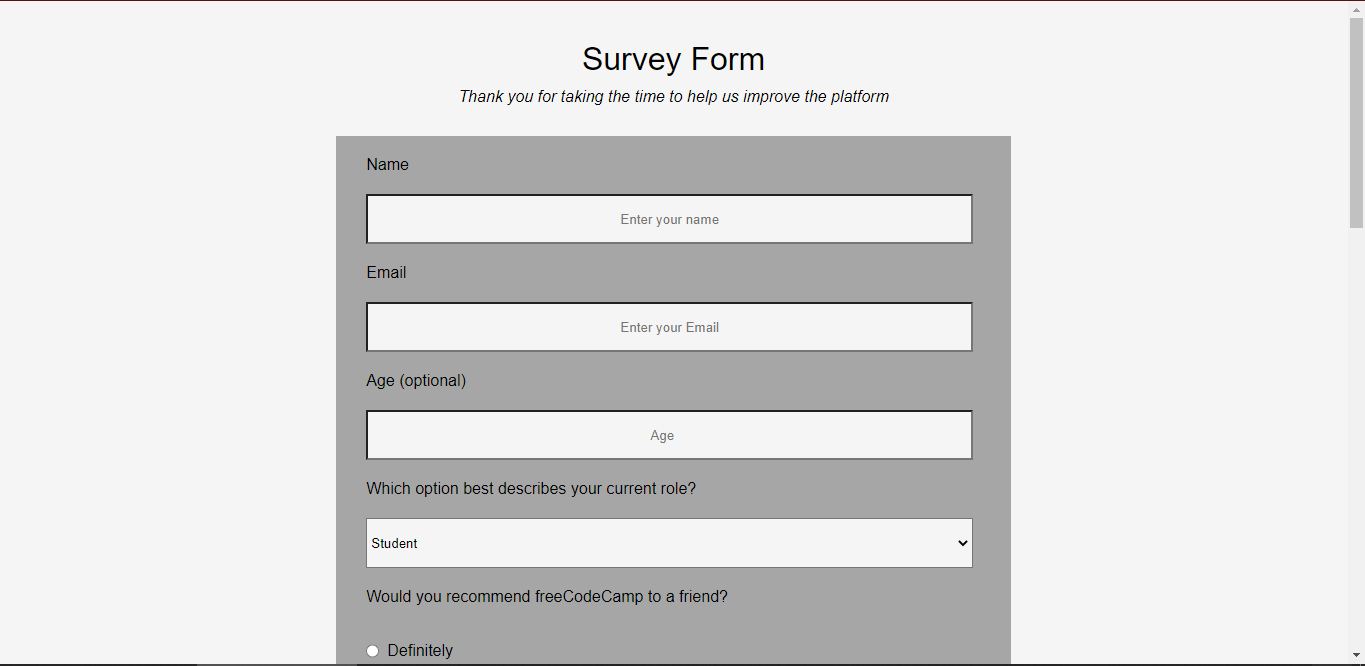 Survey Form
Thank you for taking the time to help us improve the platform
Name
Enter your name
Email
Enter your Email
Age (optional)
Age
Which option best describes your current role?
Student
Would you recommend freeCodeCamp to a friend?
Definitely